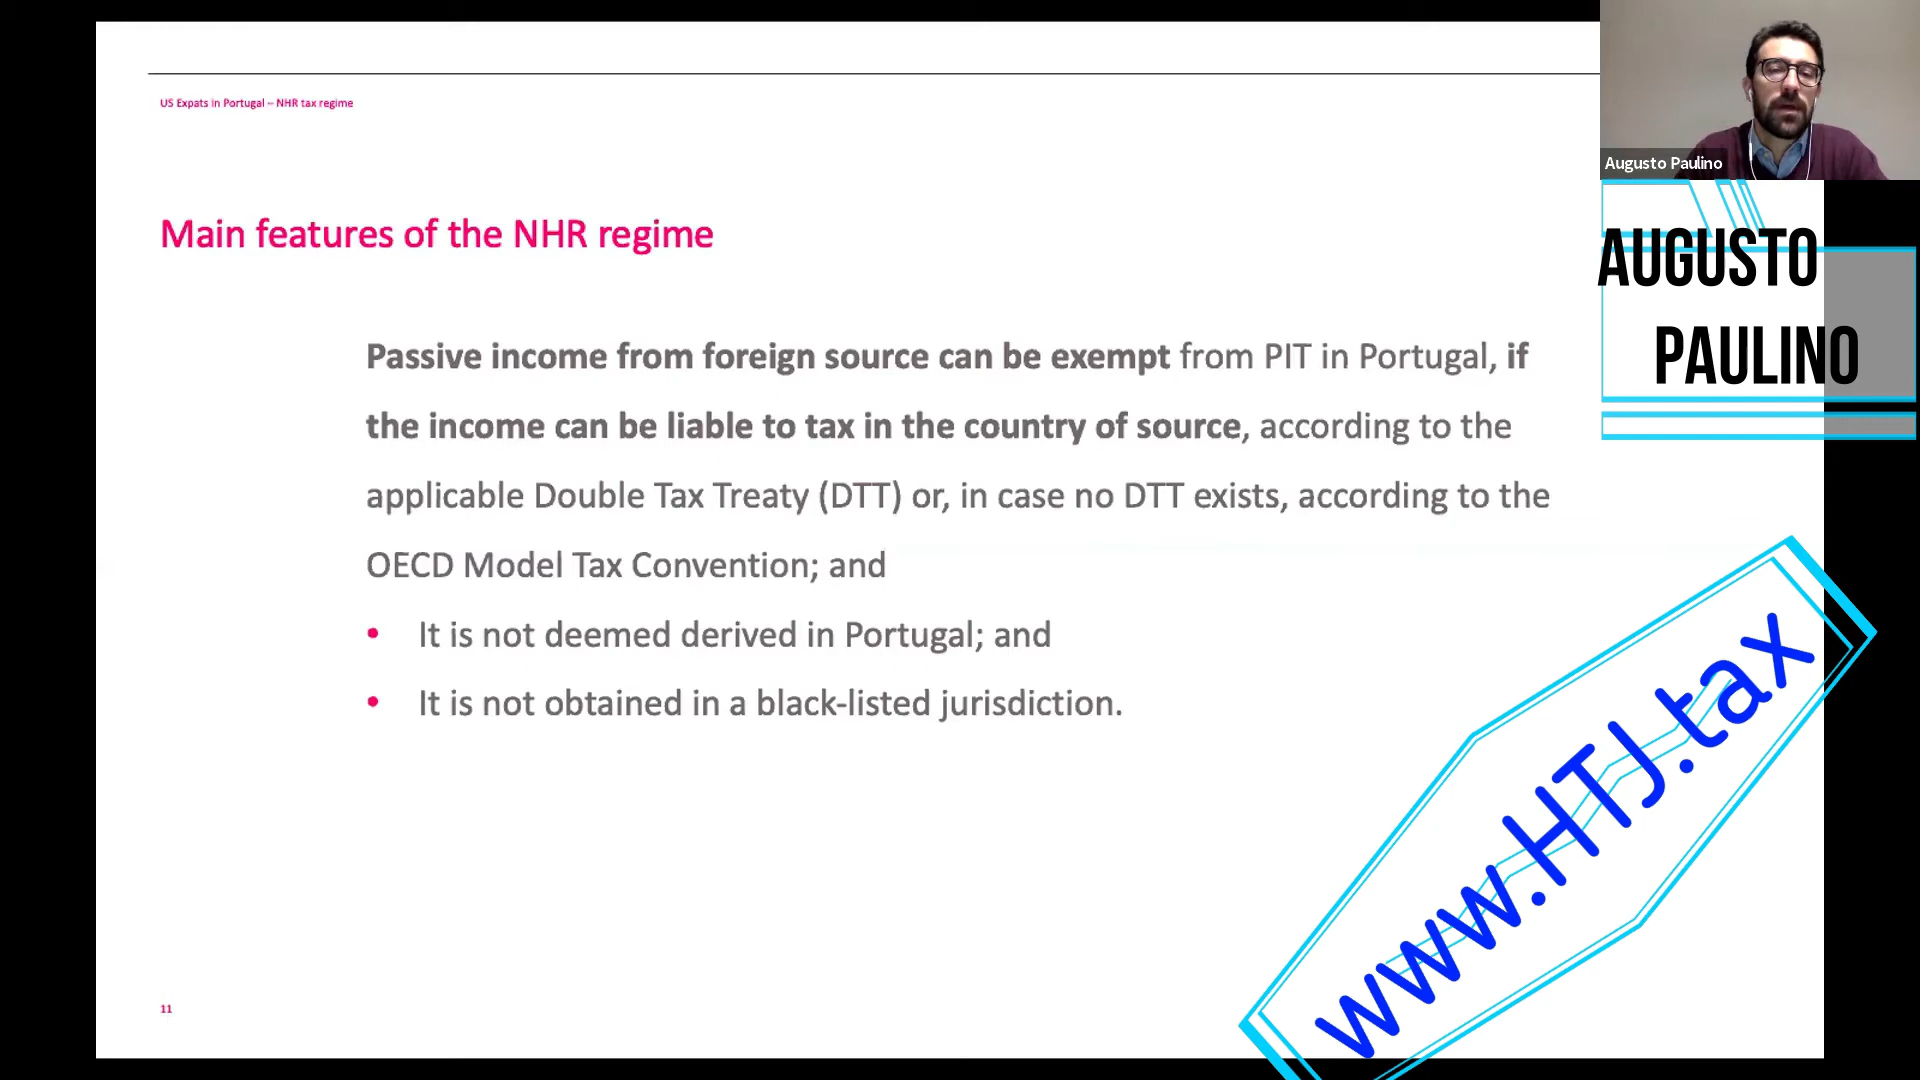 US Expats in Portugal – NHR tax regime
Augusto Paulino
AUGUSTO
PAULINO
Main features of the NHR regime
Passive income from foreign source can be exempt from PIT in Portugal, if
the income can be liable to tax in the country of source, according to the
applicable Double Tax Treaty (DTT) or, in case no DTT exists, according to the
OECD Model Tax Convention; and
• It is not deemed derived in Portugal; and
• It is not obtained in a black-listed jurisdiction.
www.HTJ.tax
11